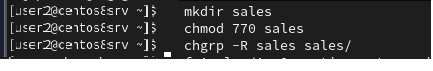 [user2@centos8srv ~]$ mkdir sales
[user2@centos8srv ~]$ chmod 770 sales
[user2@centos8srv ~]$ chgrp -R sales sales/